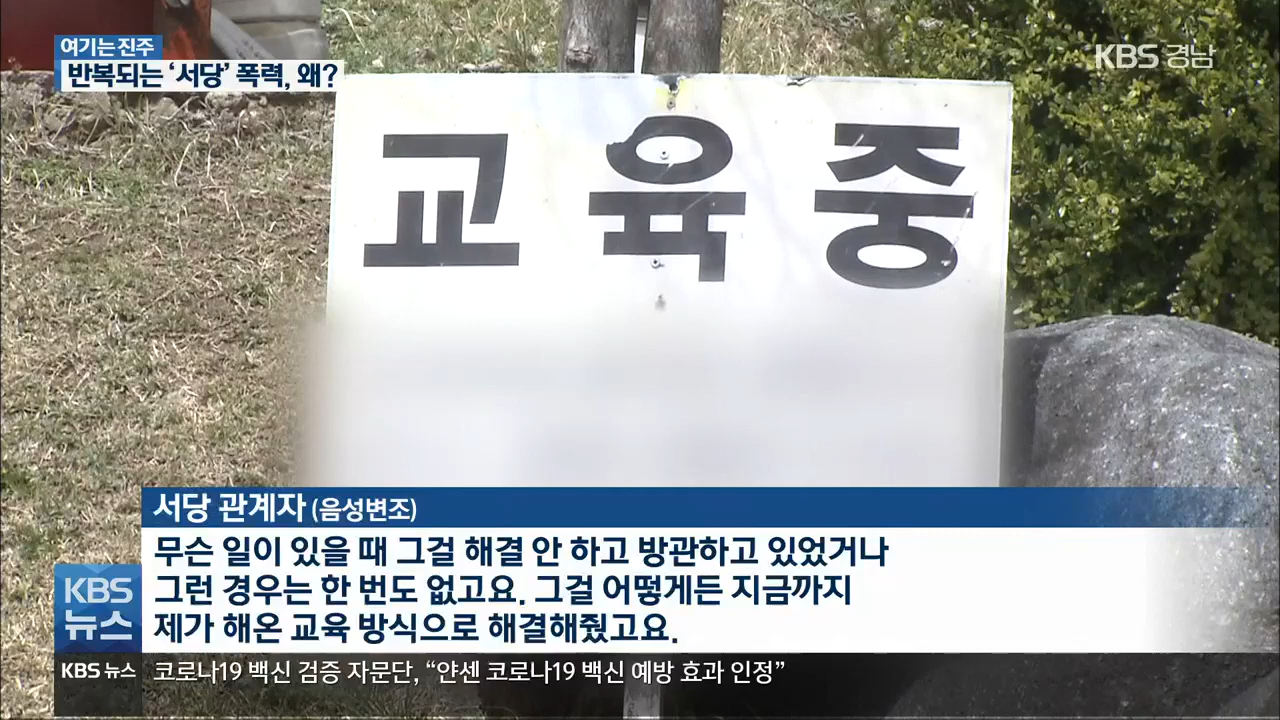 여기는 진주
반복되는 ‘서당’ 폭력, 왜?
KBS 경남
교육중
서당 관계자 (음성변조)
무슨 일이 있을 때 그걸 해결 안 하고 방관하고 있었거나
그런 경우는 한 번도 없고요. 그걸 어떻게든 지금까지
제가 해온 교육 방식으로 해결해줬고요.
KBS
뉴스
KBS 뉴스 코로나19 백신 검증 자문단, “얀센 코로나19 백신 예방 효과 인정”